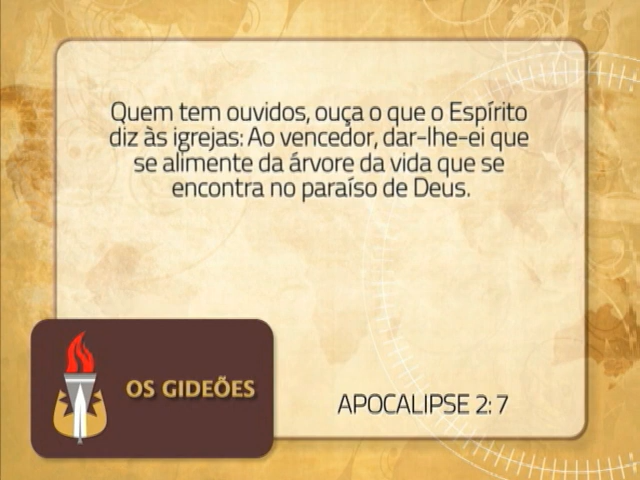 Quem tem ouvidos, ouça o que o Espírito
diz às igrejas: Ao vencedor, dar-lhe-ei que
se alimente da árvore da vida que se
encontra no paraíso de Deus.
OS GIDEÕES
APOCALIPSE 2: 7